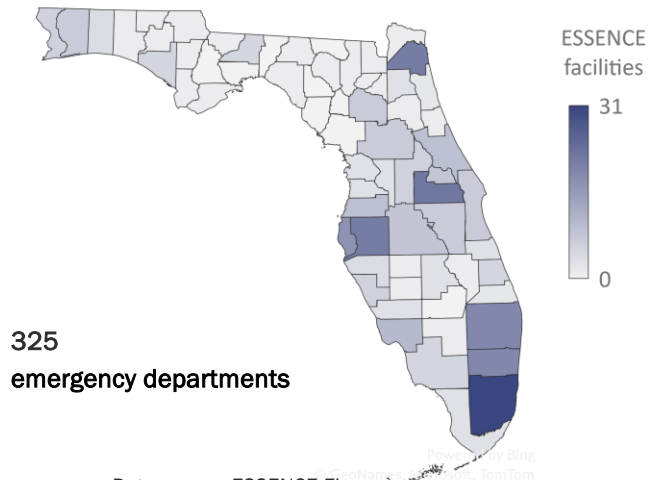 ESSENCE
facilities
31
0
325
emergency departments
Powered by Bing
© GeoNames, Microsoft, TomTom